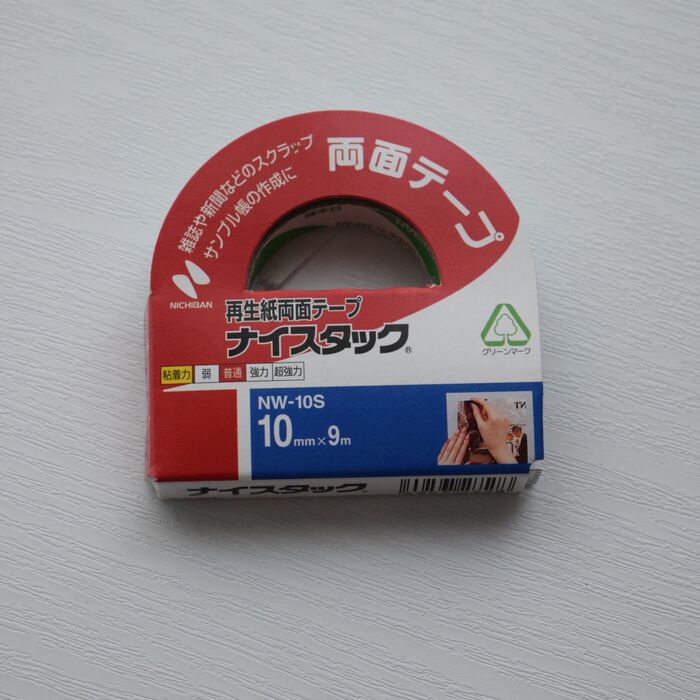 両面テープ
雑誌や新聞などのスクラップ
サンプル帳の作成に
NICHIBAN
再生紙両面テープ
ナイスタック®
グリーンマーク
粘着力 弱 普通 強力 超強力
NW-10S
10mm×9m
TV
ナイスタック®